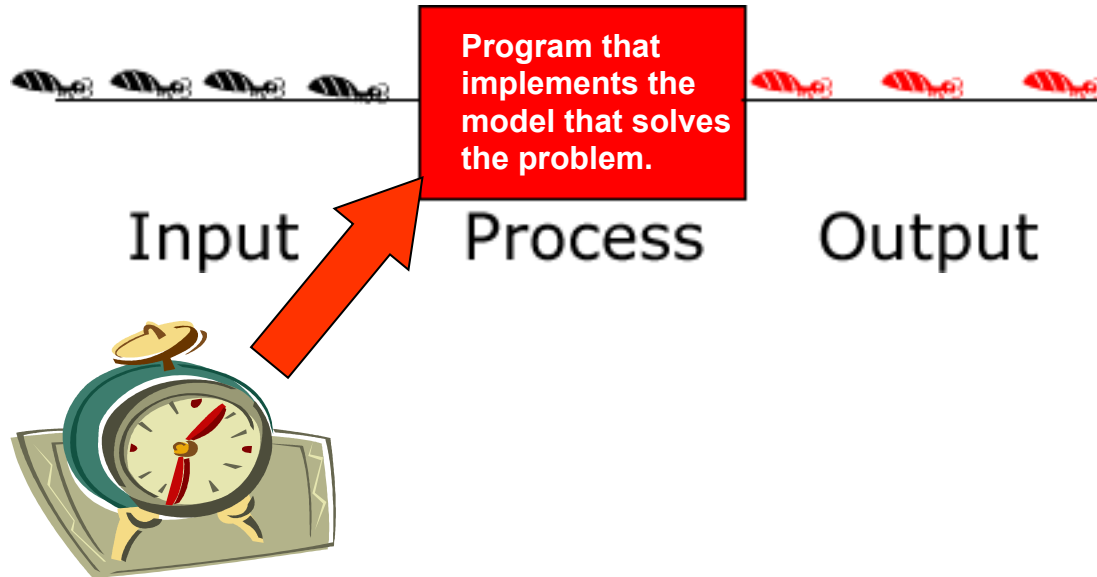 Program that
implements the
model that solves
the problem.
Input Process Output